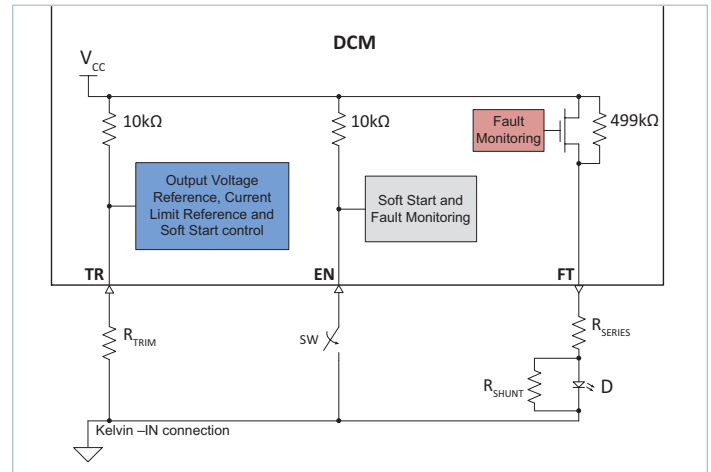 DCM
VCC
10kΩ
10kΩ
Fault
Monitoring
499kΩ
Output Voltage
Reference, Current
Limit Reference and
Soft Start control
Soft Start and
Fault Monitoring
TR
EN
FT
RTRIM
SW
RSERIES
RSHUNT
D
Kelvin –IN connection